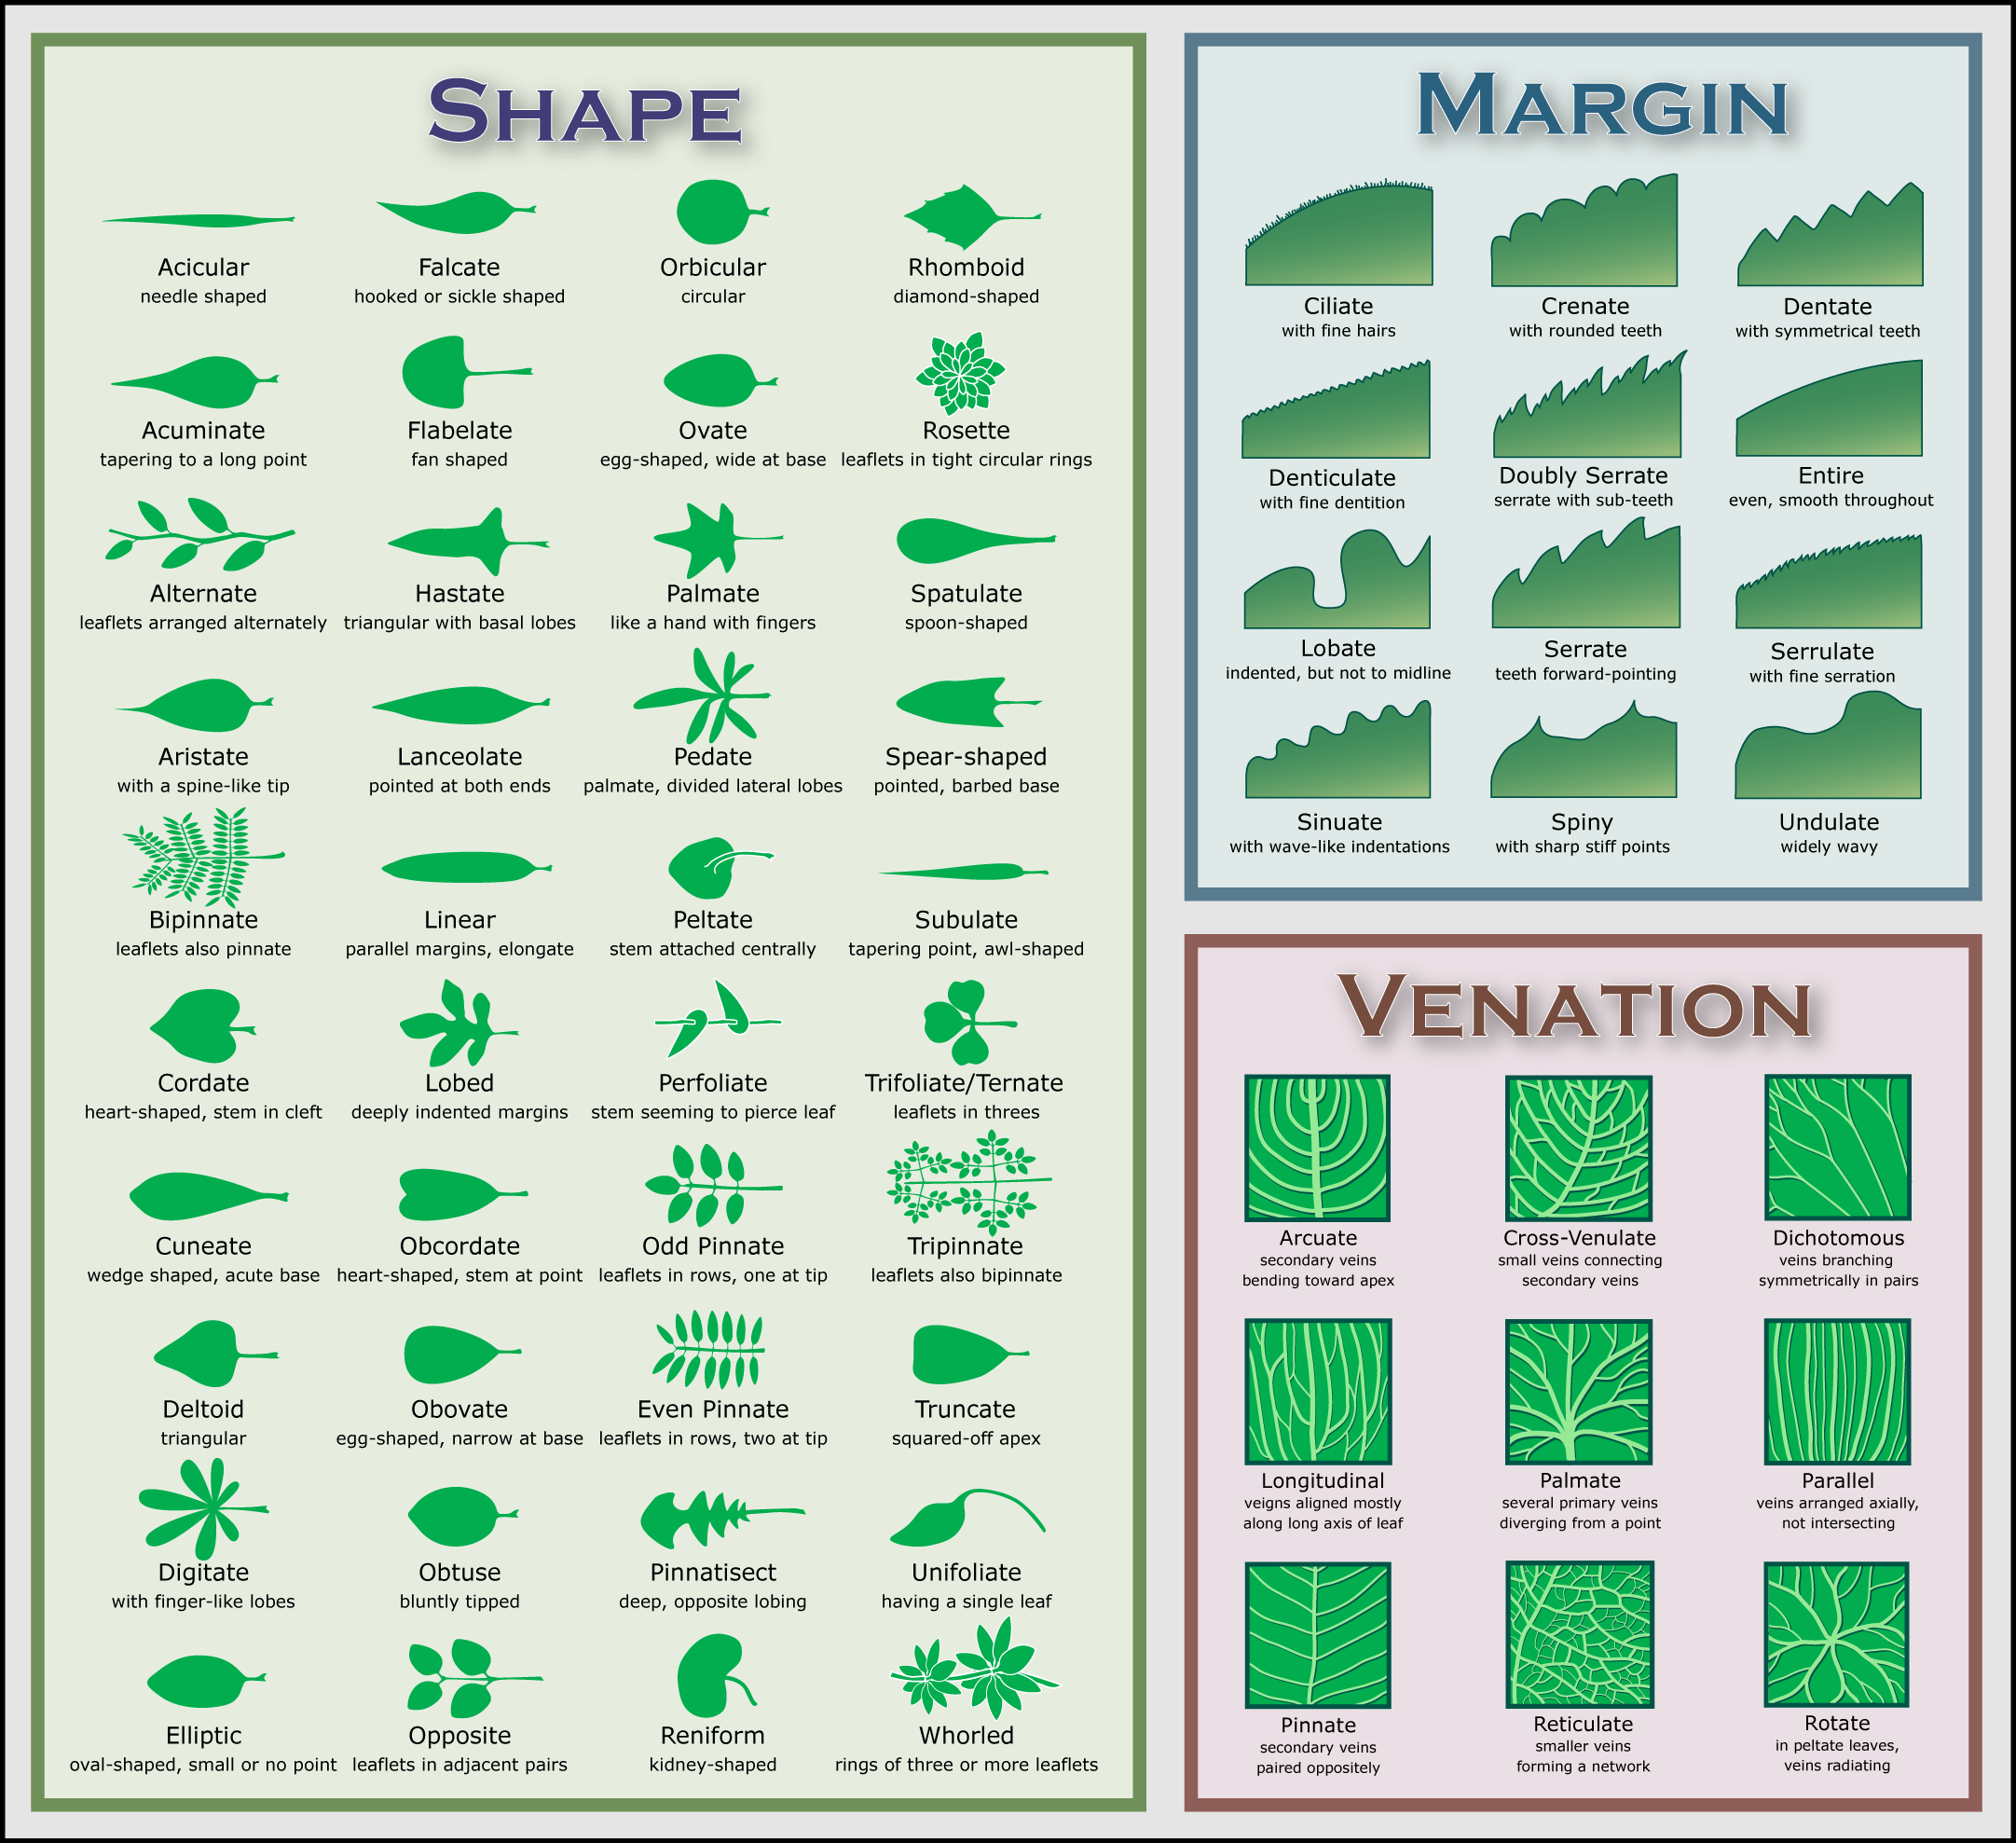 SHAPE
Acicular
needle shaped
Falcate
hooked or sickle shaped
Orbicular
circular
Rhomboid
diamond-shaped
Acuminate
tapering to a long point
Flabelate
fan shaped
Ovate
egg-shaped, wide at base
Rosette
leaflets in tight circular rings
Alternate
leaflets arranged alternately
Hastate
triangular with basal lobes
Palmate
like a hand with fingers
Spatulate
spoon-shaped
Aristate
with a spine-like tip
Lanceolate
pointed at both ends
Pedate
palmate, divided lateral lobes
Spear-shaped
pointed, barbed base
Bipinnate
leaflets also pinnate
Linear
parallel margins, elongate
Peltate
stem attached centrally
Subulate
tapering point, awl-shaped
Cordate
heart-shaped, stem in cleft
Lobed
deeply indented margins
Perfoliate
stem seeming to pierce leaf
Trifoliate/Ternate
leaflets in threes
Cuneate
wedge shaped, acute base
Obcordate
heart-shaped, stem at point
Odd Pinnate
leaflets in rows, one at tip
Tripinnate
leaflets also bipinnate
Deltoid
triangular
Obovate
egg-shaped, narrow at base
Even Pinnate
leaflets in rows, two at tip
Truncate
squared-off apex
Digitate
with finger-like lobes
Obtuse
bluntly tipped
Pinnatisect
deep, opposite lobing
Unifoliate
having a single leaf
Elliptic
oval-shaped, small or no point
Opposite
leaflets in adjacent pairs
Reniform
kidney-shaped
Whorled
rings of three or more leaflets
MARGIN
Ciliate
with fine hairs
Crenate
with rounded teeth
Dentate
with symmetrical teeth
Denticulate
with fine dentition
Doubly Serrate
serrate with sub-teeth
Entire
even, smooth throughout
Lobate
indented, but not to midline
Serrate
teeth forward-pointing
Serrulate
with fine serration
Sinuate
with wave-like indentations
Spiny
with sharp stiff points
Undulate
widely wavy
VENATION
Arcuate
secondary veins
bending toward apex
Cross-Venulate
small veins connecting
secondary veins
Dichotomous
veins branching
symmetrically in pairs
Longitudinal
veigns aligned mostly
along long axis of leaf
Palmate
several primary veins
diverging from a point
Parallel
veins arranged axially,
not intersecting
Pinnate
secondary veins
paired oppositely
Reticulate
smaller veins
forming a network
Rotate
in peltate leaves,
veins radiating